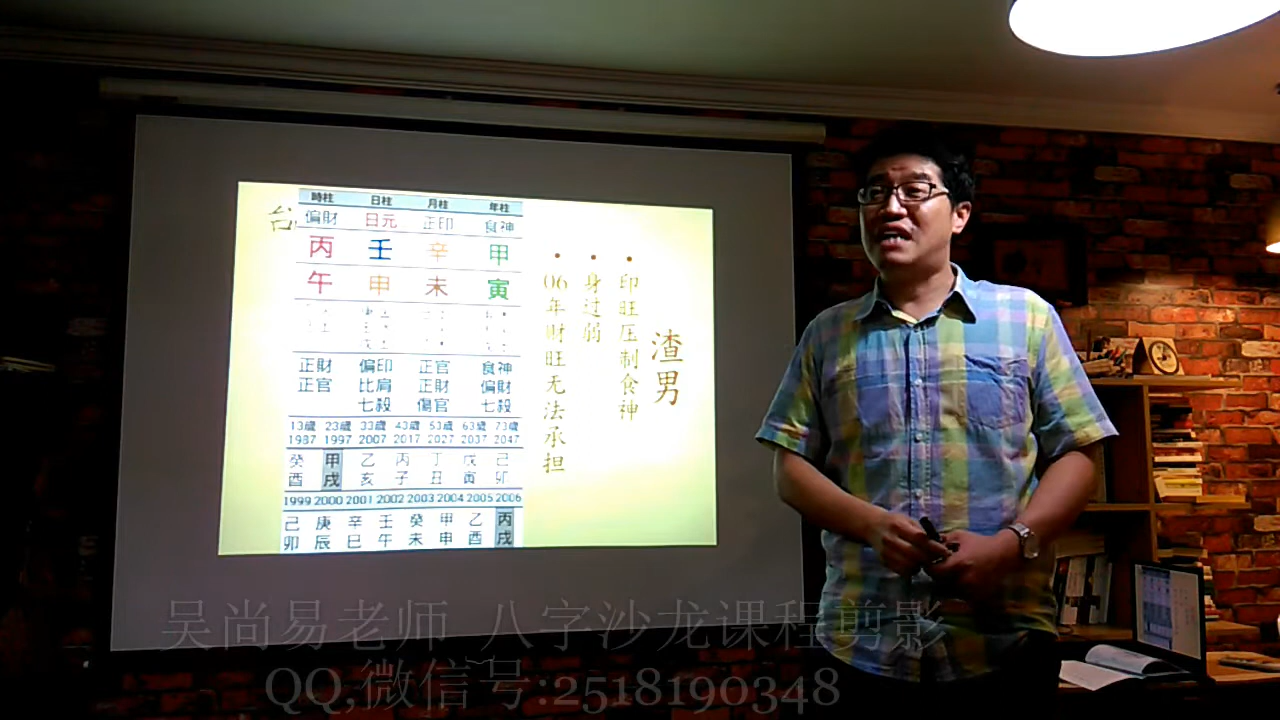 時柱 日柱 月柱 年柱
偏財 日元 正印 食神
丙 壬 辛 甲
午 申 未 寅
正財 偏印 正官 食神
正官 比肩 正財 偏財
七殺 傷官 七殺
13歲 23歲 33歲 43歲 53歲 63歲 73歲
1987 1997 2007 2017 2027 2037 2047
癸 甲 乙 丙 丁 戊 己
酉 戌 亥 子 丑 寅 卯
1999 2000 2001 2002 2003 2004 2005 2006
己 庚 辛 壬 癸 甲 乙 丙
卯 辰 巳 午 未 申 酉 戌
渣男
• 印旺压制食神
• 身过弱
• 06年财旺无法承担
吴尚易老师 八字沙龙课程剪影
QQ,微信号:2518190348